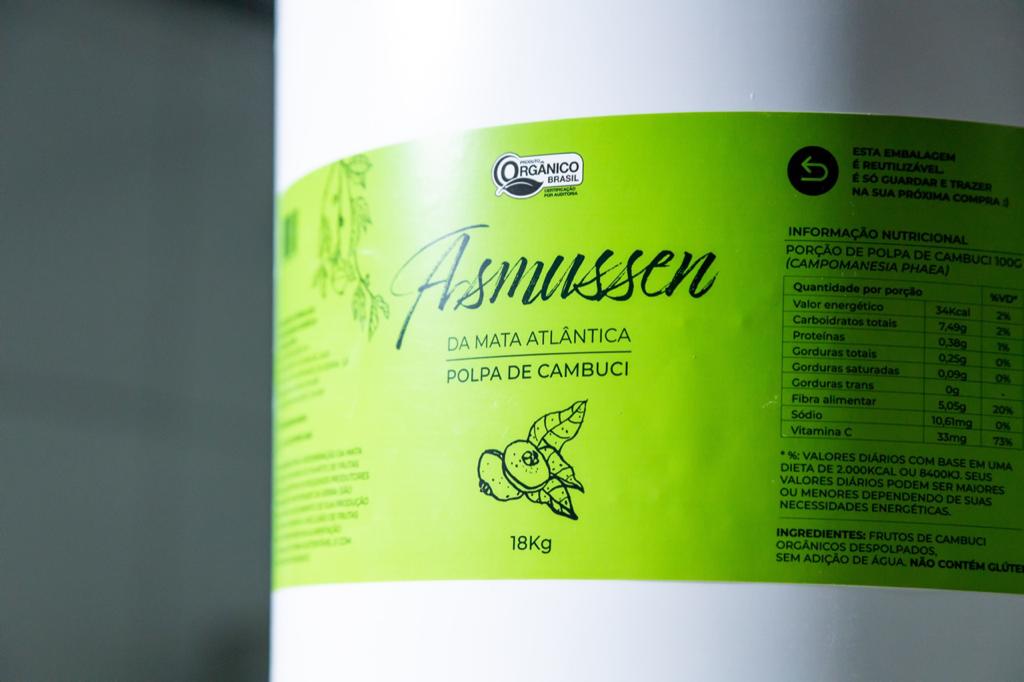 PRODUTO
ORGÂNICO
BRASIL
CERTIFICAÇÃO
POR AUDITORIA
Asmussen
DA MATA ATLÂNTICA
POLPA DE CAMBUCI
18Kg
ESTA EMBALAGEM
É REUTILIZÁVEL.
É SÓ GUARDAR E TRAZER
NA SUA PRÓXIMA COMPRA :)
INFORMAÇÃO NUTRICIONAL
PORÇÃO DE POLPA DE CAMBUCI 100G
(CAMPOMANESIA PHAEA)
Quantidade por porção %VD*
Valor energético 34Kcal 2%
Carboidratos totais 7,49g 2%
Proteínas 0,38g 1%
Gorduras totais 0,25g 0%
Gorduras saturadas 0,09g 0%
Gorduras trans 0g -
Fibra alimentar 5,05g 20%
Sódio 10,61mg 0%
Vitamina C 33mg 73%
* %: VALORES DIÁRIOS COM BASE EM UMA
DIETA DE 2.000KCAL OU 8400KJ. SEUS
VALORES DIÁRIOS PODEM SER MAIORES
OU MENORES DEPENDENDO DE SUAS
NECESSIDADES ENERGÉTICAS.
INGREDIENTES: FRUTOS DE CAMBUCI
ORGÂNICOS DESPOLPADOS,
SEM ADIÇÃO DE ÁGUA. NÃO CONTÉM GLÚTE